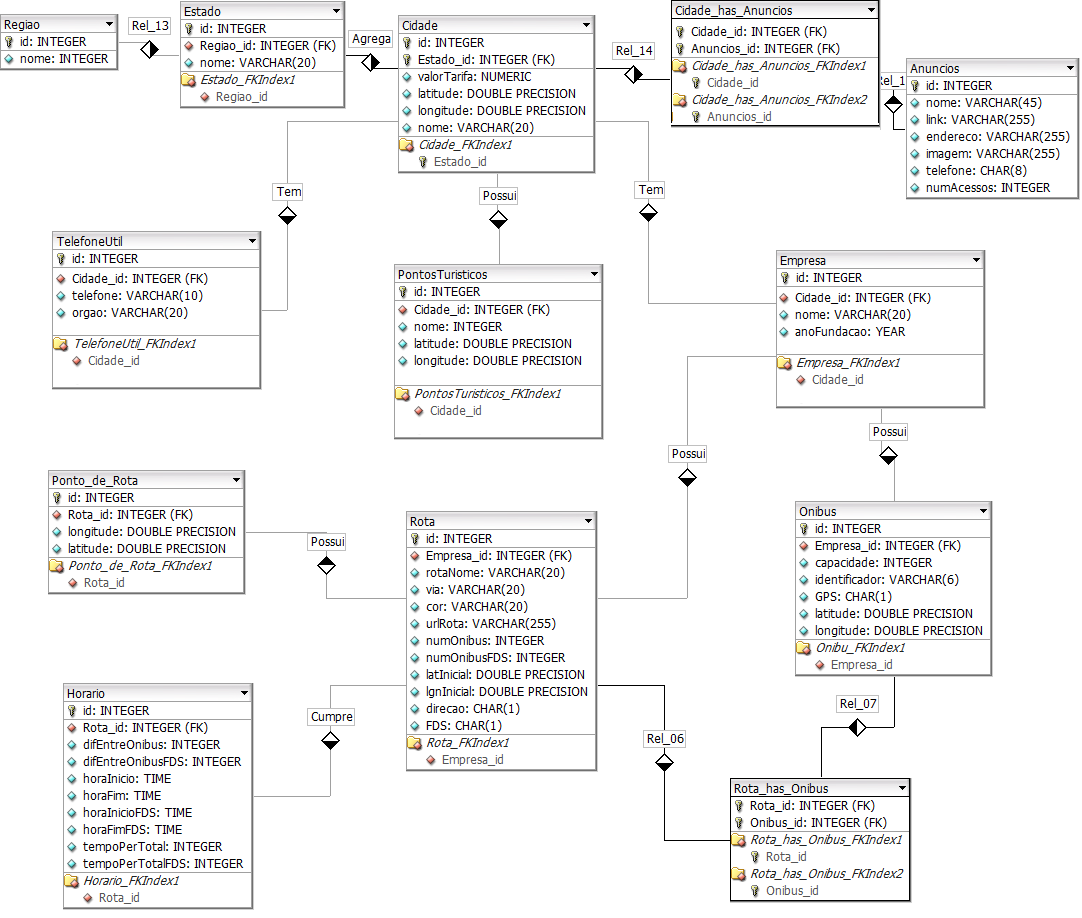 Regiao
id: INTEGER
nome: INTEGER
Rel_13
Estado
id: INTEGER
Regiao_id: INTEGER (FK)
nome: VARCHAR(20)
Estado_FKIndex1
Regiao_id
Agrega
Cidade
id: INTEGER
Estado_id: INTEGER (FK)
valorTarifa: NUMERIC
latitude: DOUBLE PRECISION
longitude: DOUBLE PRECISION
nome: VARCHAR(20)
Cidade_FKIndex1
Estado_id
Rel_14
Cidade_has_Anuncios
Cidade_id: INTEGER (FK)
Anuncios_id: INTEGER (FK)
Cidade_has_Anuncios_FKIndex1
Cidade_id
Cidade_has_Anuncios_FKIndex2
Anuncios_id
Anuncios
id: INTEGER
nome: VARCHAR(45)
link: VARCHAR(255)
endereco: VARCHAR(255)
imagem: VARCHAR(255)
telefone: CHAR(8)
numAcessos: INTEGER
Tem
Possui
Tem
TelefoneUtil
id: INTEGER
Cidade_id: INTEGER (FK)
telefone: VARCHAR(10)
orgao: VARCHAR(20)
TelefoneUtil_FKIndex1
Cidade_id
PontosTuristicos
id: INTEGER
Cidade_id: INTEGER (FK)
nome: INTEGER
latitude: DOUBLE PRECISION
longitude: DOUBLE PRECISION
PontosTuristicos_FKIndex1
Cidade_id
Empresa
id: INTEGER
Cidade_id: INTEGER (FK)
nome: VARCHAR(20)
anoFundacao: YEAR
Empresa_FKIndex1
Cidade_id
Possui
Possui
Ponto_de_Rota
id: INTEGER
Rota_id: INTEGER (FK)
longitude: DOUBLE PRECISION
latitude: DOUBLE PRECISION
Ponto_de_Rota_FKIndex1
Rota_id
Possui
Rota
id: INTEGER
Empresa_id: INTEGER (FK)
rotaNome: VARCHAR(20)
via: VARCHAR(20)
cor: VARCHAR(20)
urlRota: VARCHAR(255)
numOnibus: INTEGER
numOnibusFDS: INTEGER
latInicial: DOUBLE PRECISION
lgnInicial: DOUBLE PRECISION
direcao: CHAR(1)
FDS: CHAR(1)
Rota_FKIndex1
Empresa_id
Onibus
id: INTEGER
Empresa_id: INTEGER (FK)
capacidade: INTEGER
identificador: VARCHAR(6)
GPS: CHAR(1)
latitude: DOUBLE PRECISION
longitude: DOUBLE PRECISION
Onibu_FKIndex1
Empresa_id
Horario
id: INTEGER
Rota_id: INTEGER (FK)
difEntreOnibus: INTEGER
difEntreOnibusFDS: INTEGER
horaInicio: TIME
horaFim: TIME
horaInicioFDS: TIME
horaFimFDS: TIME
tempoPerTotal: INTEGER
tempoPerTotalFDS: INTEGER
Horario_FKIndex1
Rota_id
Cumpre
Rel_06
Rel_07
Rota_has_Onibus
Rota_id: INTEGER (FK)
Onibus_id: INTEGER (FK)
Rota_has_Onibus_FKIndex1
Rota_id
Rota_has_Onibus_FKIndex2
Onibus_id